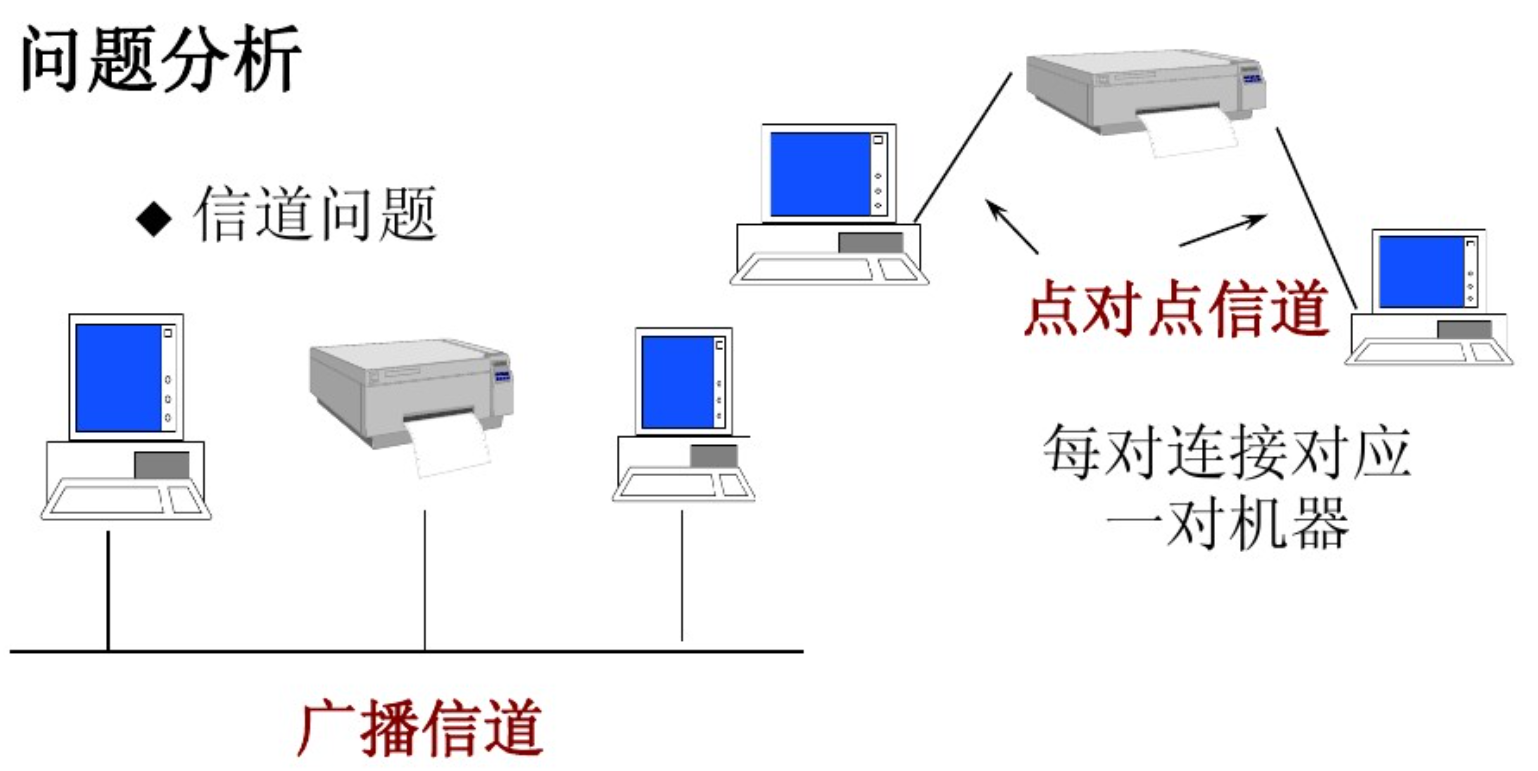 问题分析
◆ 信道问题
点对点信道
每对连接对应
一对机器
广播信道